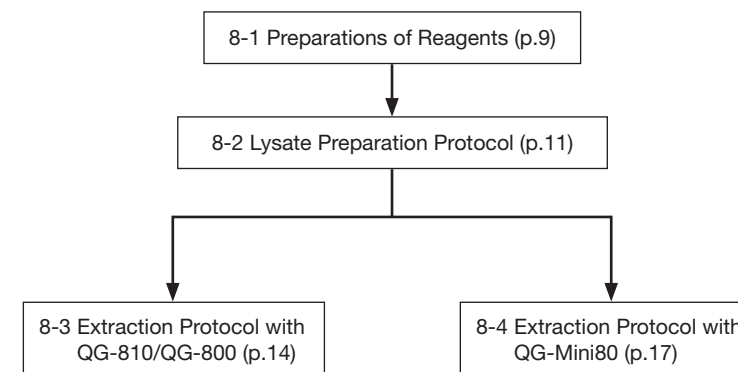 8-1 Preparations of Reagents (p.9)
8-2 Lysate Preparation Protocol (p.11)
8-3 Extraction Protocol with
QG-810/QG-800 (p.14)
8-4 Extraction Protocol with
QG-Mini80 (p.17)